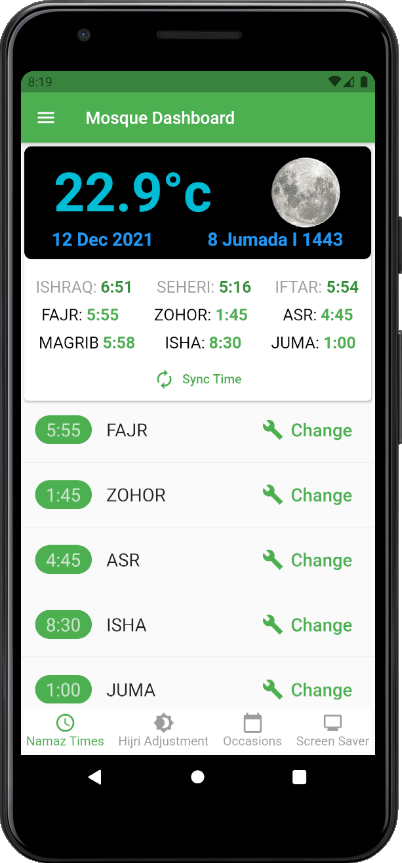 8:19
Mosque Dashboard
22.9°c
12 Dec 2021 8 Jumada I 1443
ISHRAQ: 6:51 SEHERI: 5:16 IFTAR: 5:54
FAJR: 5:55 ZOHOR: 1:45 ASR: 4:45
MAGRIB 5:58 ISHA: 8:30 JUMA: 1:00
Sync Time
5:55 FAJR Change
1:45 ZOHOR Change
4:45 ASR Change
8:30 ISHA Change
1:00 JUMA Change
Namaz Times Hijri Adjustment Occasions Screen Saver